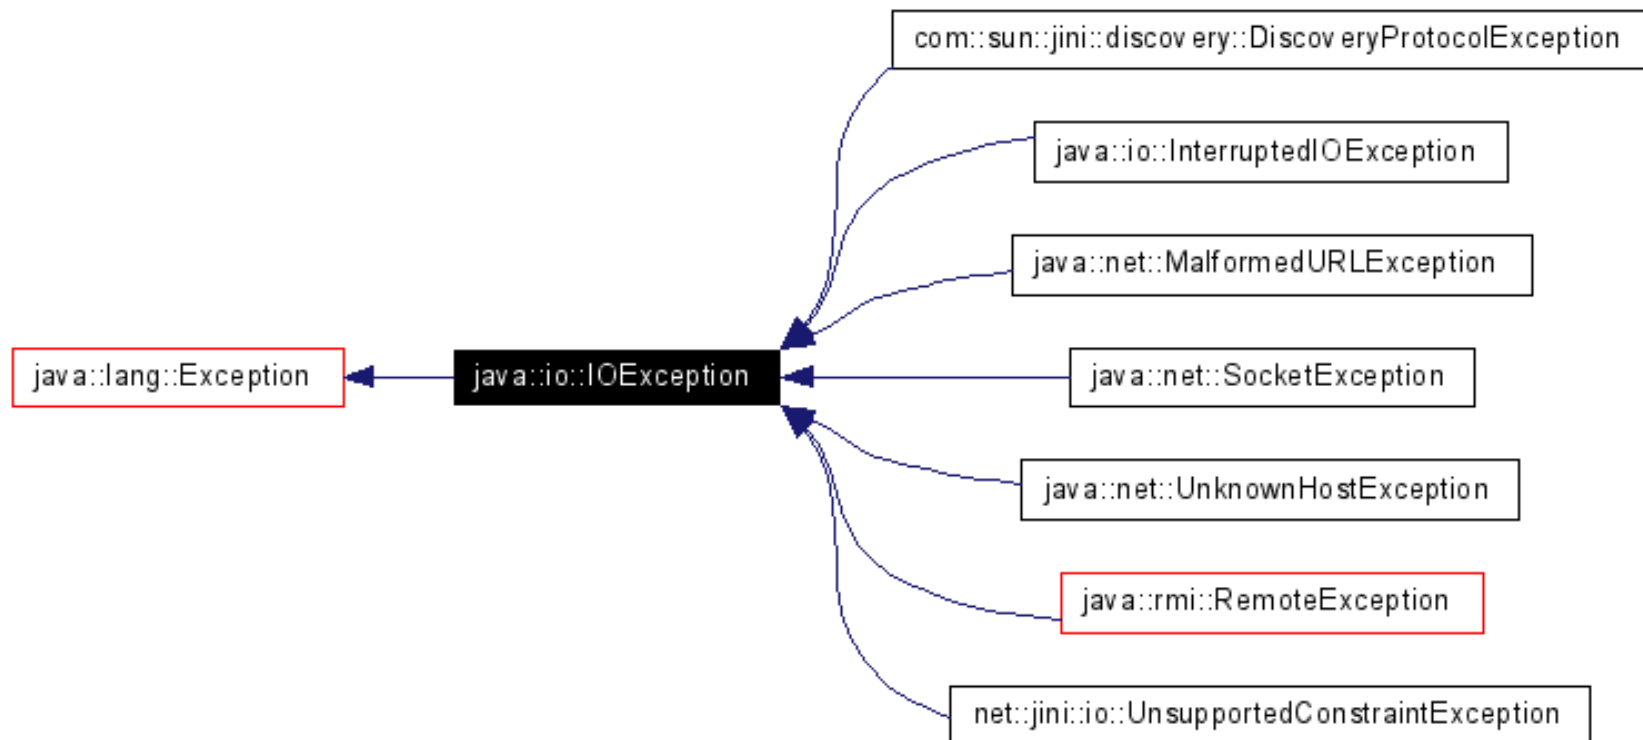 com::sun::jini::discovery::DiscoveryProtocolException
java::io::InterruptedIOException
java::net::MalformedURLException
java::lang::Exception
java::io::IOException
java::net::SocketException
java::net::UnknownHostException
java::rmi::RemoteException
net::jini::io::UnsupportedConstraintException